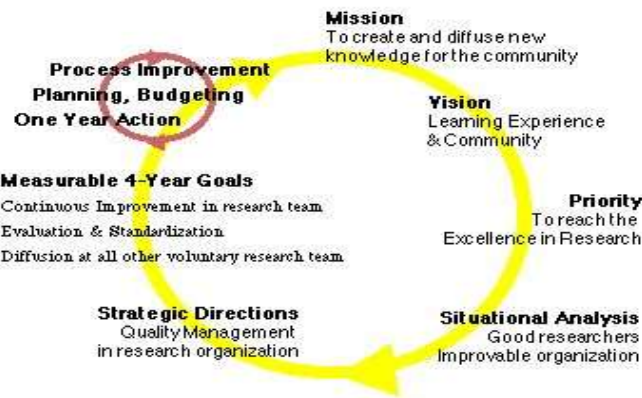 Mission
To create and diffuse new
knowledge for the community
Vision
Learning Experience
& Community
Priority
To reach the
Excellence in Research
Situational Analysis
Good researchers
Improvable organization
Strategic Directions
Quality Management
in research organization
Measurable 4-Year Goals
Continuous Improvement in research team
Evaluation & Standardization
Diffusion at all other voluntary research team
Process Improvement
Planning, Budgeting
One Year Action